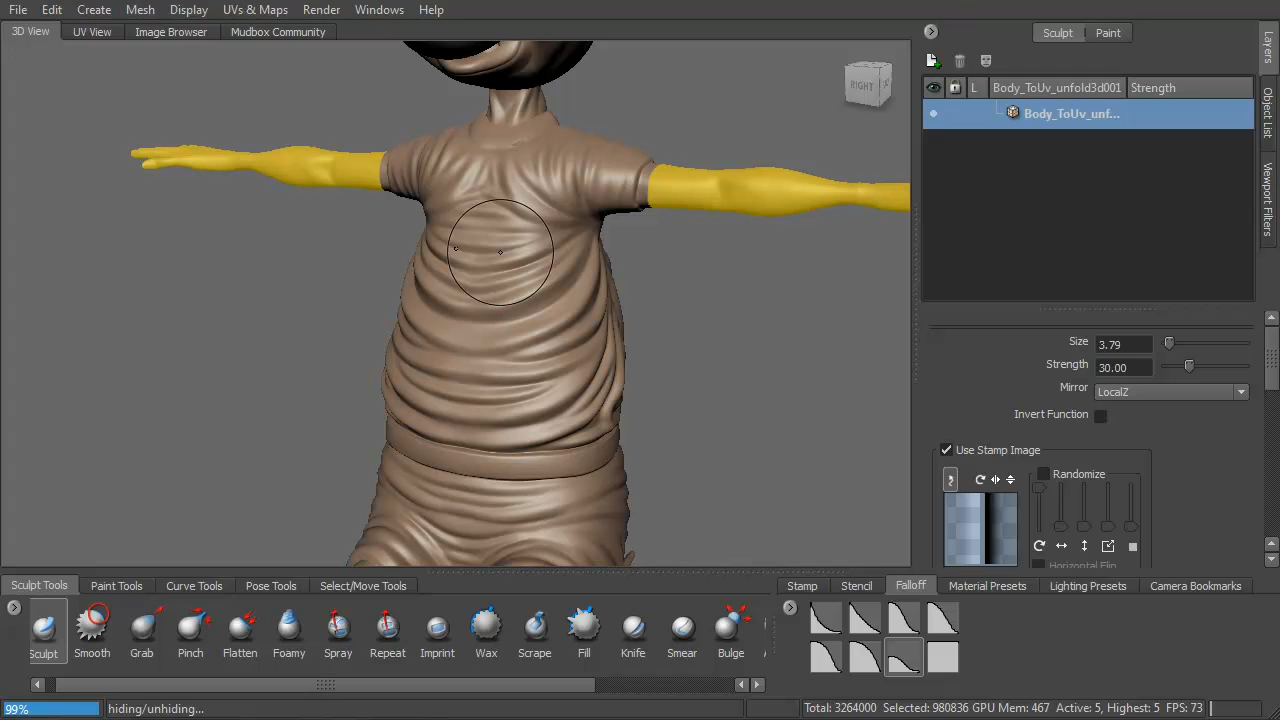 File Edit Create Mesh Display UVs & Maps Render Windows Help
3D View UV View Image Browser Mudbox Community
RIGHT
Sculpt Paint
Layers
Object List
Viewport Filters
L Body_ToUv_unfold3d001 Strength
Body_ToUv_unf...
Size 3.79
Strength 30.00
Mirror LocalZ
Invert Function
Use Stamp Image
Randomize
Horizontal Flip
Sculpt Tools Paint Tools Curve Tools Pose Tools Select/Move Tools
Stamp Stencil Falloff Material Presets Lighting Presets Camera Bookmarks
Sculpt Smooth Grab Pinch Flatten Foamy Spray Repeat Imprint Wax Scrape Fill Knife Smear Bulge
99% hiding/unhiding... Total: 3264000 Selected: 980836 GPU Mem: 467 Active: 5, Highest: 5 FPS: 73